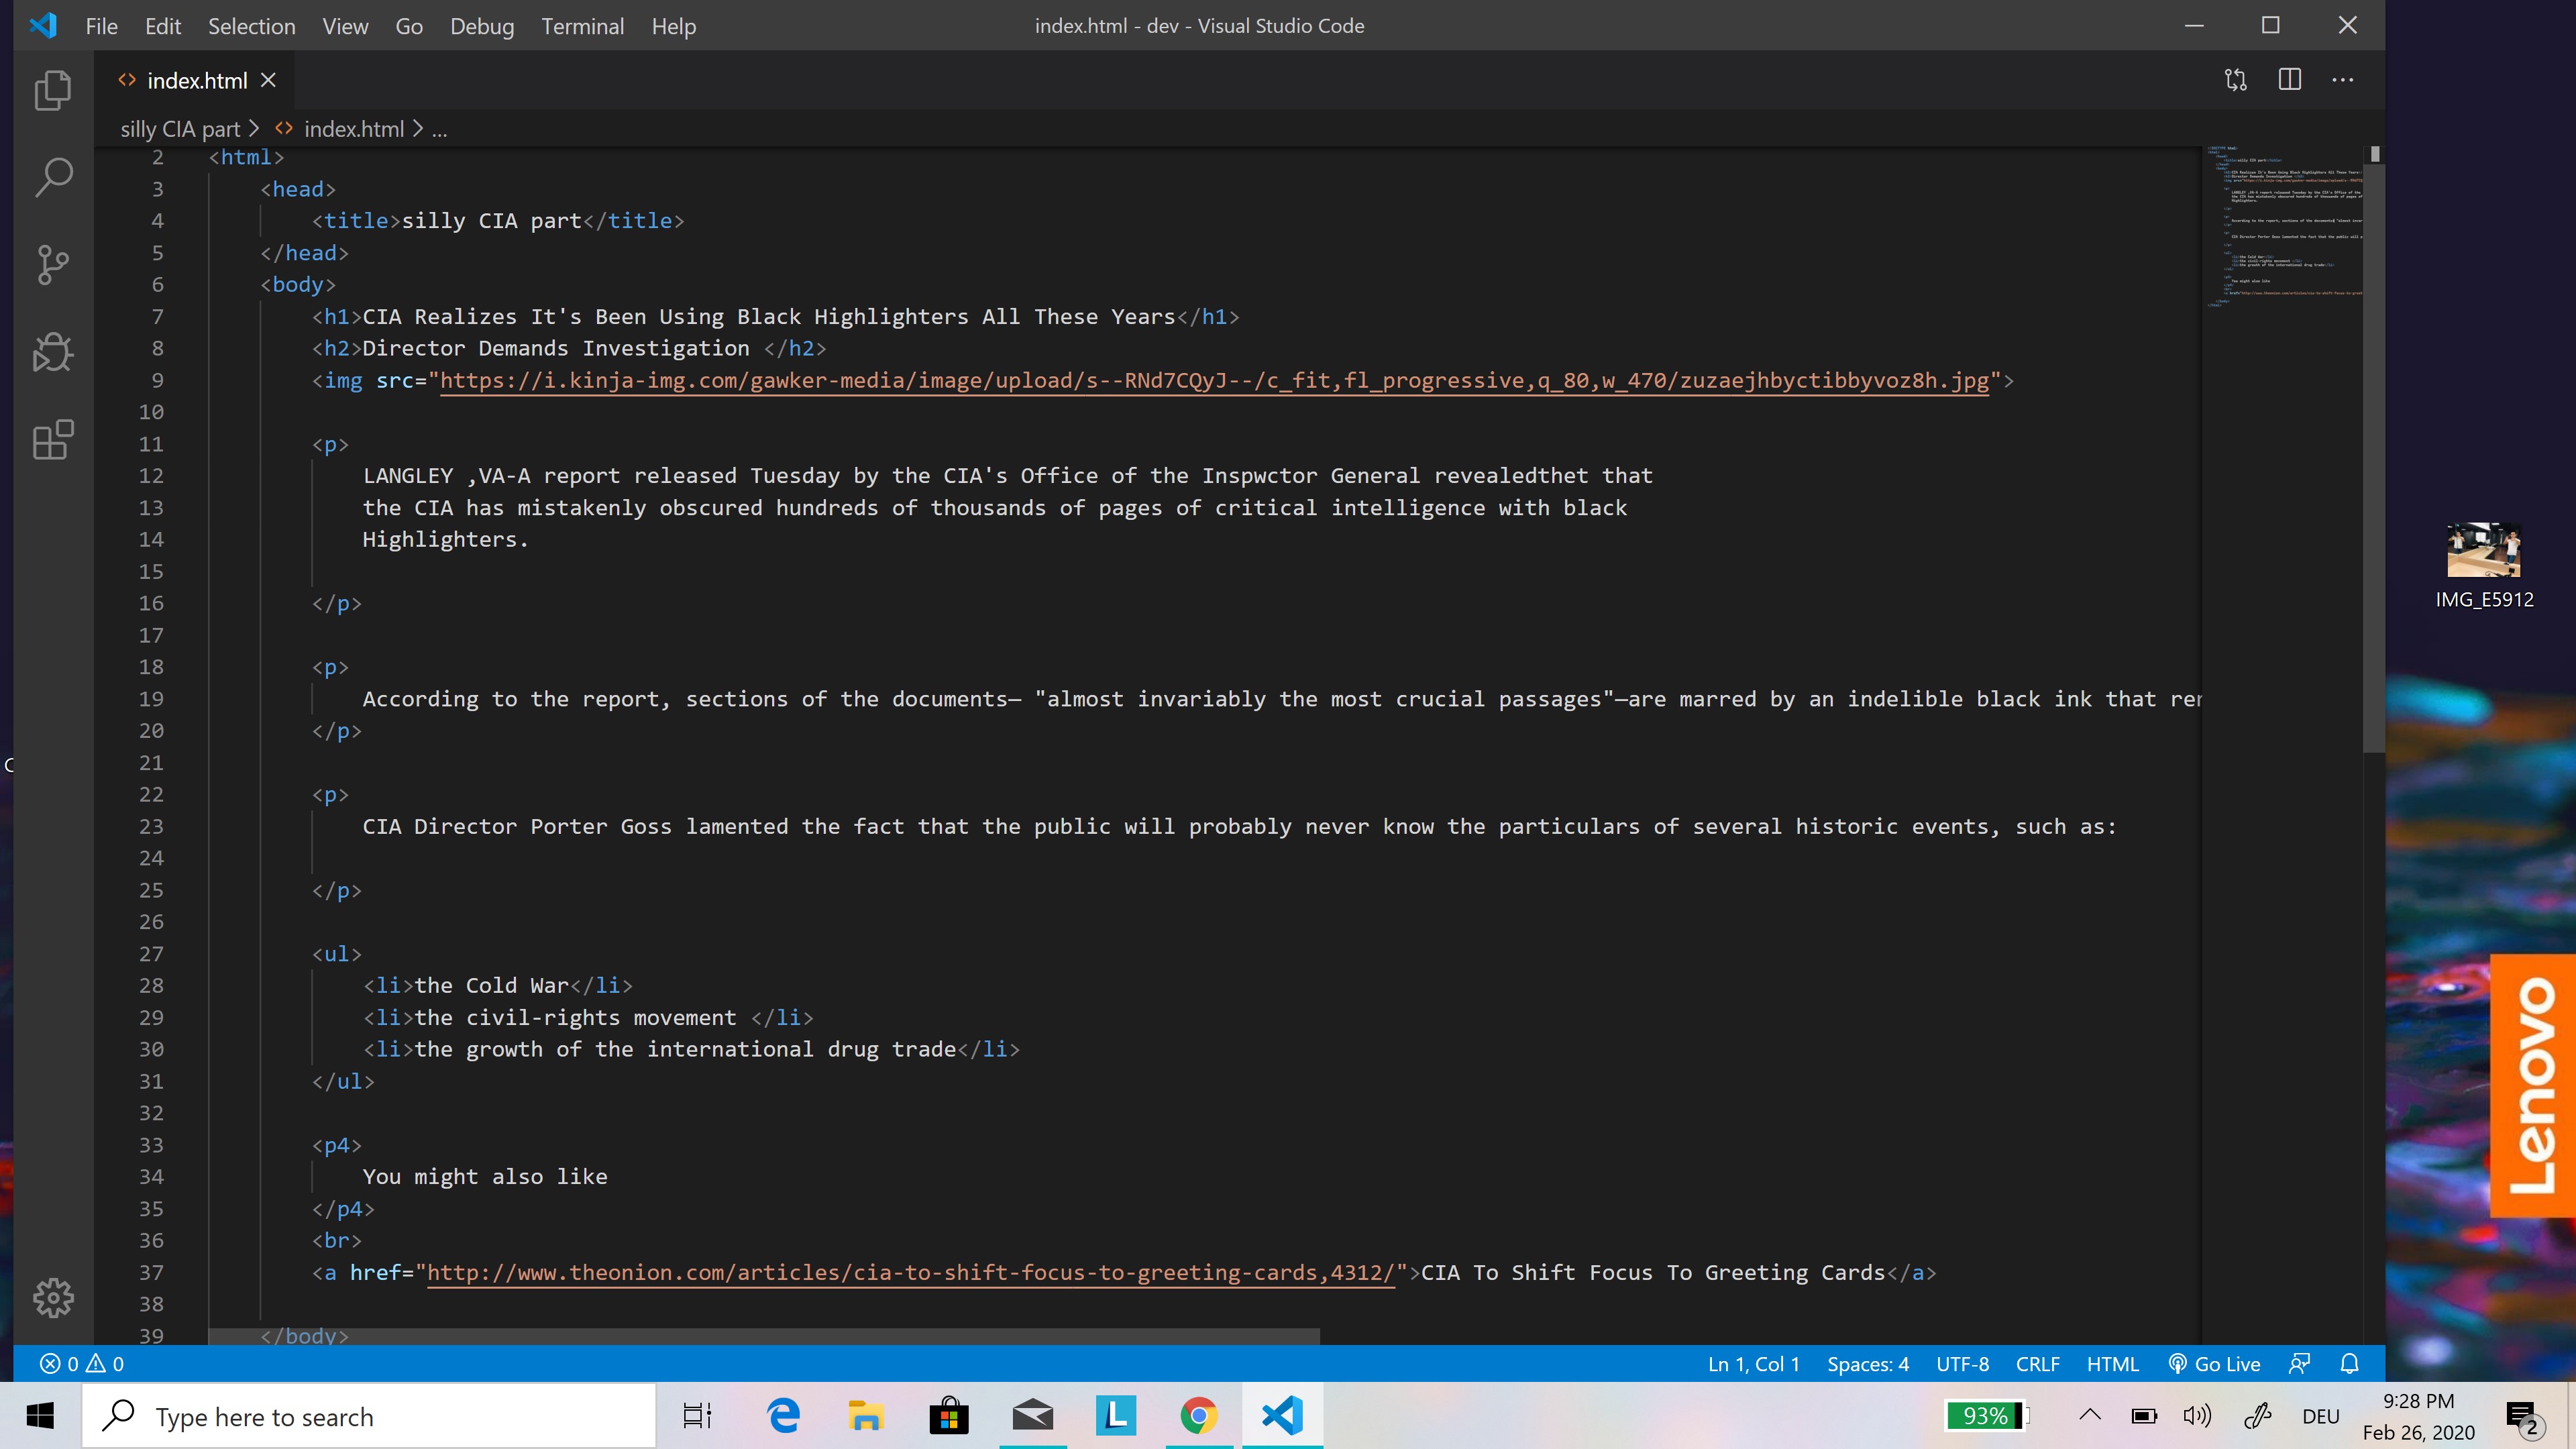 File Edit Selection View Go Debug Terminal Help index.html - dev - Visual Studio Code
index.html
silly CIA part > index.html > ...
2 <html>
3 <head>
4 <title>silly CIA part</title>
5 </head>
6 <body>
7 <h1>CIA Realizes It's Been Using Black Highlighters All These Years</h1>
8 <h2>Director Demands Investigation </h2>
9 <img src="https://i.kinja-img.com/gawker-media/image/upload/s--RNd7CQyJ--/c_fit,fl_progressive,q_80,w_470/zuzaejhbyctibbyvoz8h.jpg">
10
11 <p>
12 LANGLEY ,VA-A report released Tuesday by the CIA's Office of the Inspwctor General revealedthet that
13 the CIA has mistakenly obscured hundreds of thousands of pages of critical intelligence with black
14 Highlighters.
15
16 </p>
17
18 <p>
19 According to the report, sections of the documents— "almost invariably the most crucial passages"—are marred by an indelible black ink that ren
20 </p>
21
22 <p>
23 CIA Director Porter Goss lamented the fact that the public will probably never know the particulars of several historic events, such as:
24
25 </p>
26
27 <ul>
28 <li>the Cold War</li>
29 <li>the civil-rights movement </li>
30 <li>the growth of the international drug trade</li>
31 </ul>
32
33 <p4>
34 You might also like
35 </p4>
36 <br>
37 <a href="http://www.theonion.com/articles/cia-to-shift-focus-to-greeting-cards,4312/">CIA To Shift Focus To Greeting Cards</a>
38
39 </body>
IMG_E5912
Lenovo
0 0 Ln 1, Col 1 Spaces: 4 UTF-8 CRLF HTML Go Live
Type here to search
L
93% DEU
9:28 PM
Feb 26, 2020
2